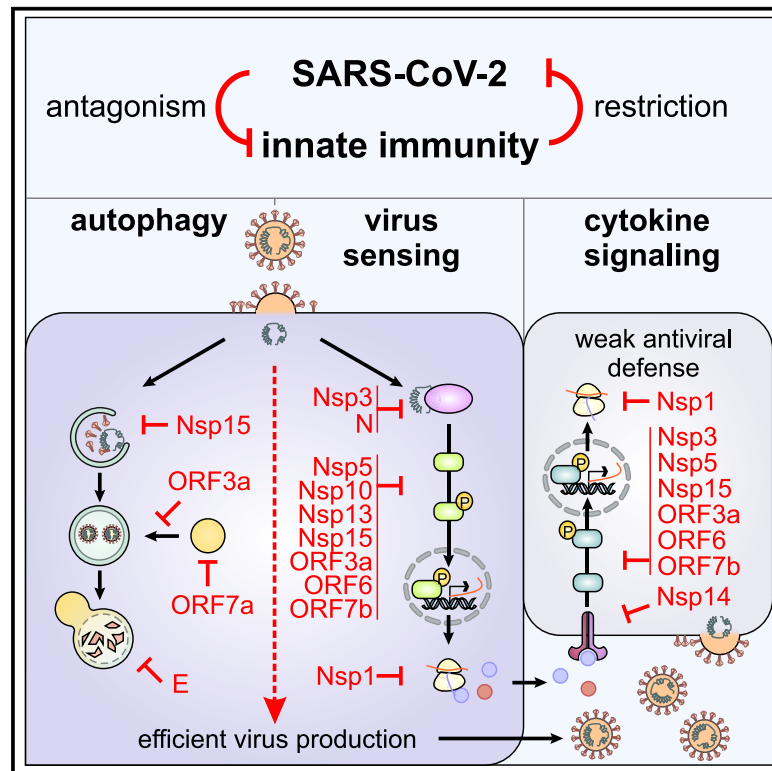 SARS-CoV-2
antagonism
restriction
innate immunity
autophagy
virus
sensing
cytokine
signaling
Nsp15
ORF3a
ORF7a
E
Nsp3
N
Nsp5
Nsp10
Nsp13
Nsp15
ORF3a
ORF6
ORF7b
P
P
Nsp1
efficient virus production
weak antiviral
defense
Nsp1
Nsp3
Nsp5
Nsp15
ORF3a
ORF6
ORF7b
P
P
Nsp14